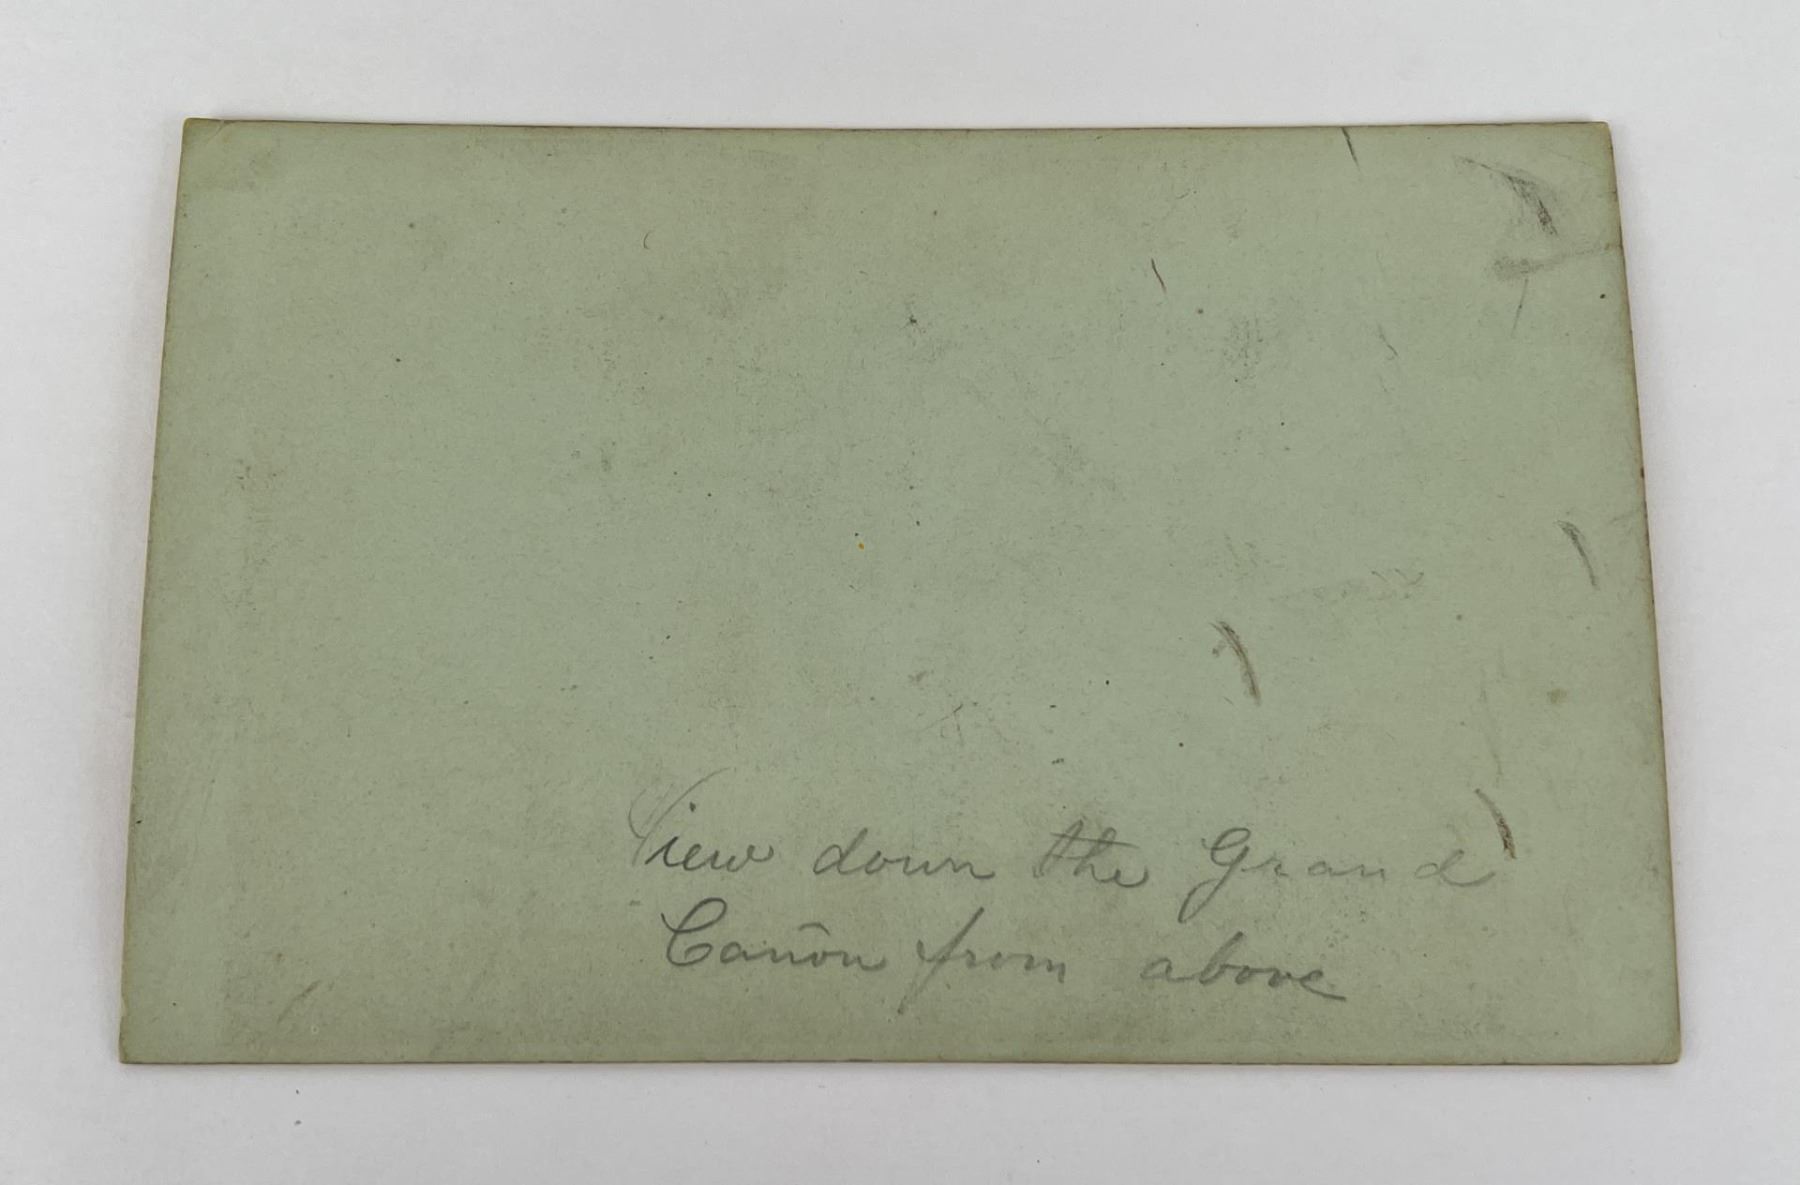 View down the Grand
Cañon from above